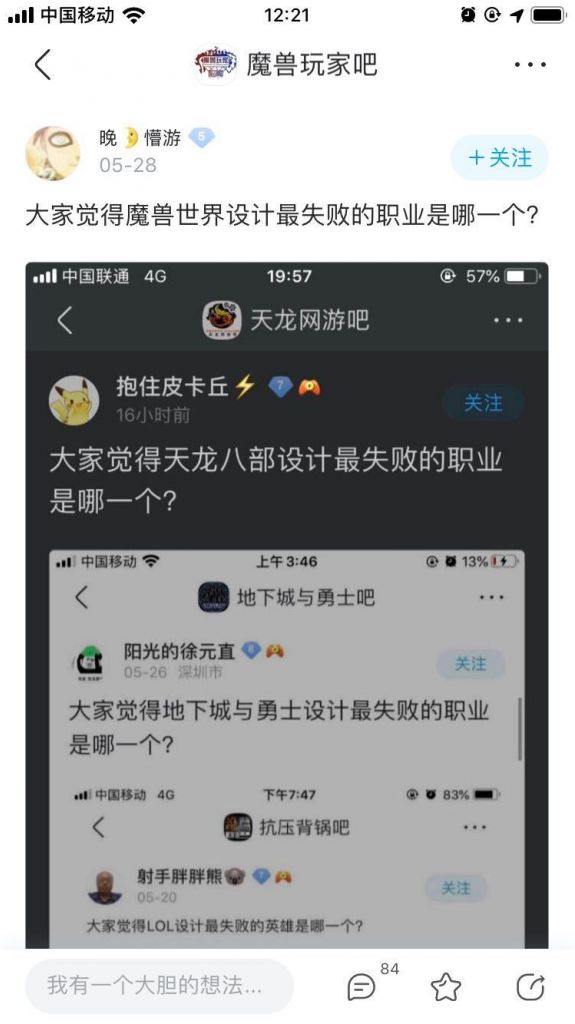 中国移动 12:21
魔兽玩家吧
晚🌛懵游 5
05-28
+关注
大家觉得魔兽世界设计最失败的职业是哪一个?
中国联通 4G 19:57 57%
天龙网游吧
抱住皮卡丘⚡ 7
16小时前
关注
大家觉得天龙八部设计最失败的职业
是哪一个?
中国移动 上午3:46 13%
地下城与勇士吧
阳光的徐元直 6
05-26 深圳市
关注
大家觉得地下城与勇士设计最失败的职业
是哪一个?
中国移动 4G 下午7:47 83%
抗压背锅吧
射手胖胖熊🐨 7
05-20
关注
大家觉得LOL设计最失败的英雄是哪一个?
我有一个大胆的想法...
84